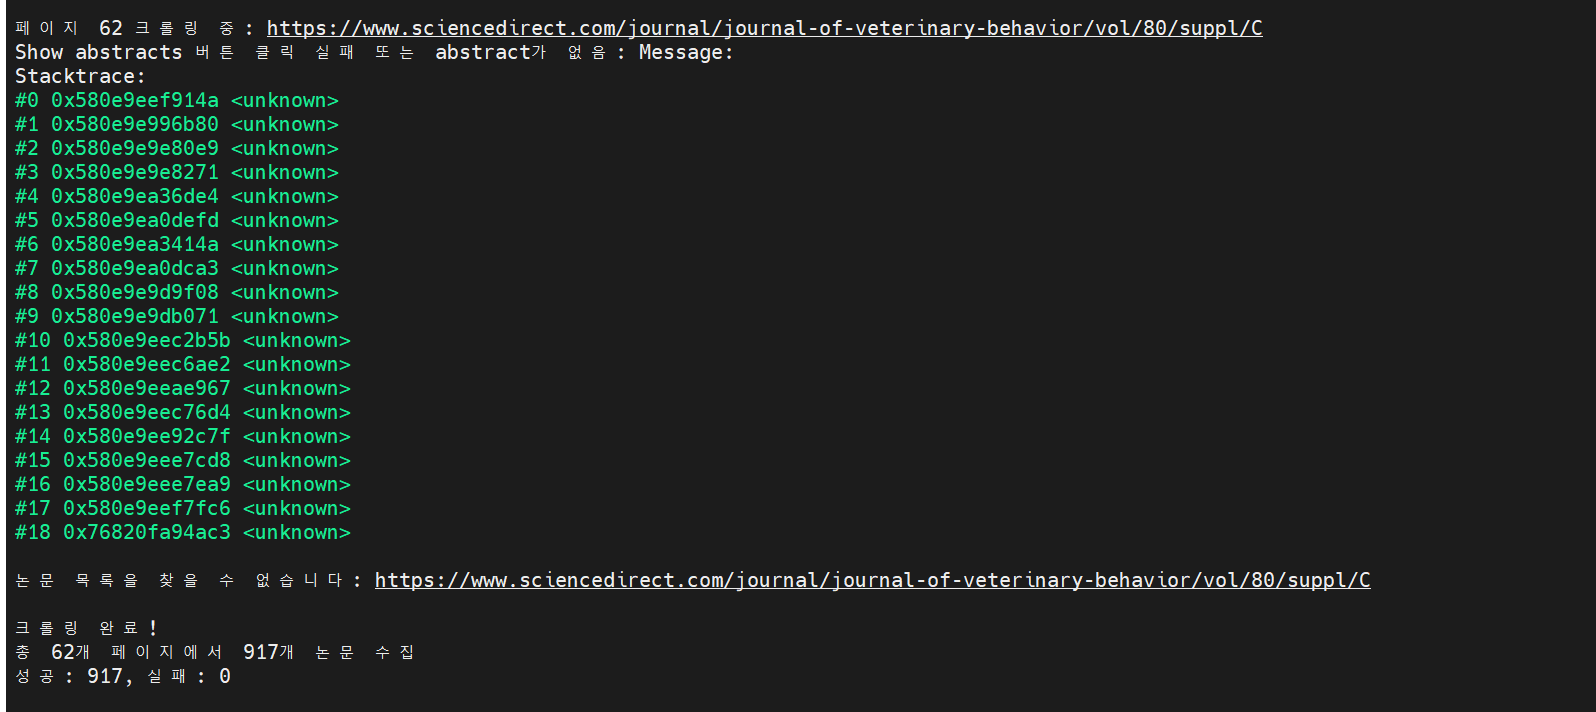 페이지 62 크롤링 중: https://www.sciencedirect.com/journal/journal-of-veterinary-behavior/vol/80/suppl/C
Show abstracts 버튼 클릭 실패 또는 abstract가 없음: Message:
Stacktrace:
#0 0x580e9eef914a <unknown>
#1 0x580e9e996b80 <unknown>
#2 0x580e9e9e80e9 <unknown>
#3 0x580e9e9e8271 <unknown>
#4 0x580e9ea36de4 <unknown>
#5 0x580e9ea0defd <unknown>
#6 0x580e9ea3414a <unknown>
#7 0x580e9ea0dca3 <unknown>
#8 0x580e9e9d9f08 <unknown>
#9 0x580e9e9db071 <unknown>
#10 0x580e9eec2b5b <unknown>
#11 0x580e9eec6ae2 <unknown>
#12 0x580e9eeae967 <unknown>
#13 0x580e9eec76d4 <unknown>
#14 0x580e9ee92c7f <unknown>
#15 0x580e9eee7cd8 <unknown>
#16 0x580e9eee7ea9 <unknown>
#17 0x580e9eef7fc6 <unknown>
#18 0x76820fa94ac3 <unknown>
논문 목록을 찾을 수 없습니다: https://www.sciencedirect.com/journal/journal-of-veterinary-behavior/vol/80/suppl/C
크롤링 완료!
총 62개 페이지에서 917개 논문 수집
성공: 917, 실패: 0